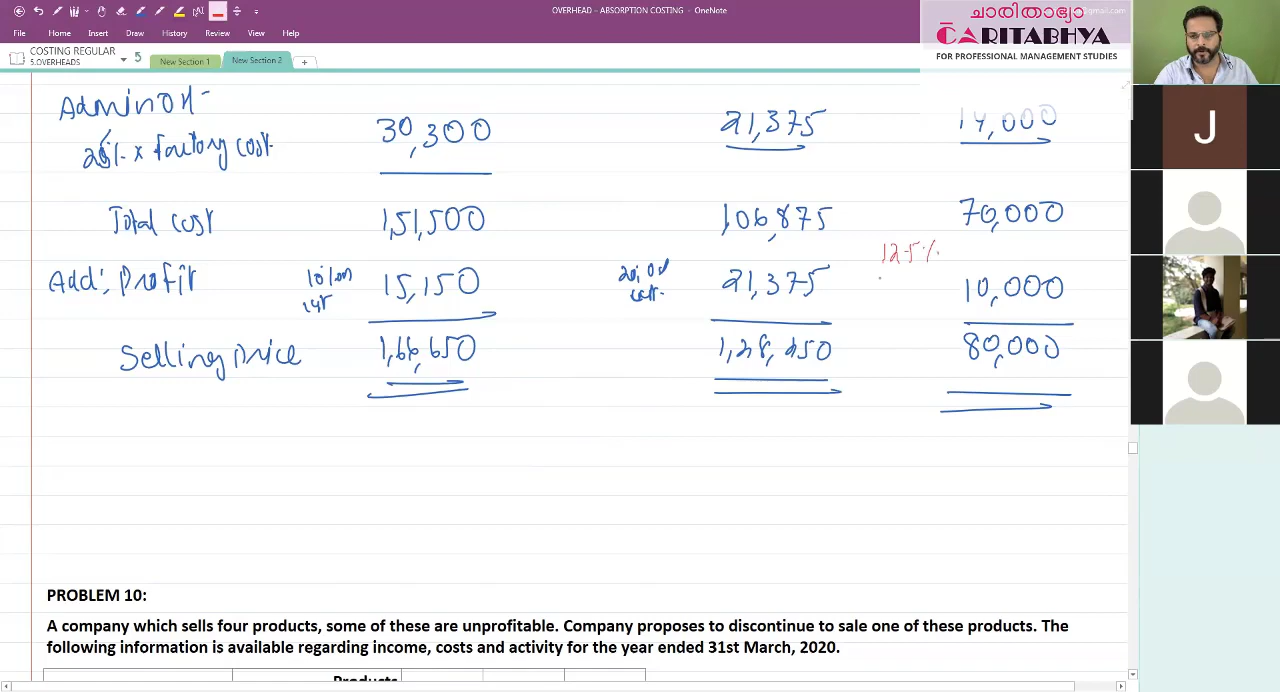 OVERHEAD – ABSORPTION COSTING - OneNote
@gmail.com
File Home Insert Draw History Review View Help
ചാരിതാഭ്യാ
CARITABHYA
FOR PROFESSIONAL MANAGEMENT STUDIES
COSTING REGULAR
5.OVERHEADS
5 New Section 1 New Section 2 +
Admin OH
25% x Factory cost 30,300 21,375 14,000
Total cost 1,51,500 1,06,875 70,000
12.5%
Add: Profit 10% on cost 15,150 20% of cost 21,375 10,000
Selling price 1,66,650 1,28,250 80,000
J
PROBLEM 10:
A company which sells four products, some of these are unprofitable. Company proposes to discontinue to sale one of these products. The
following information is available regarding income, costs and activity for the year ended 31st March, 2020.
Products